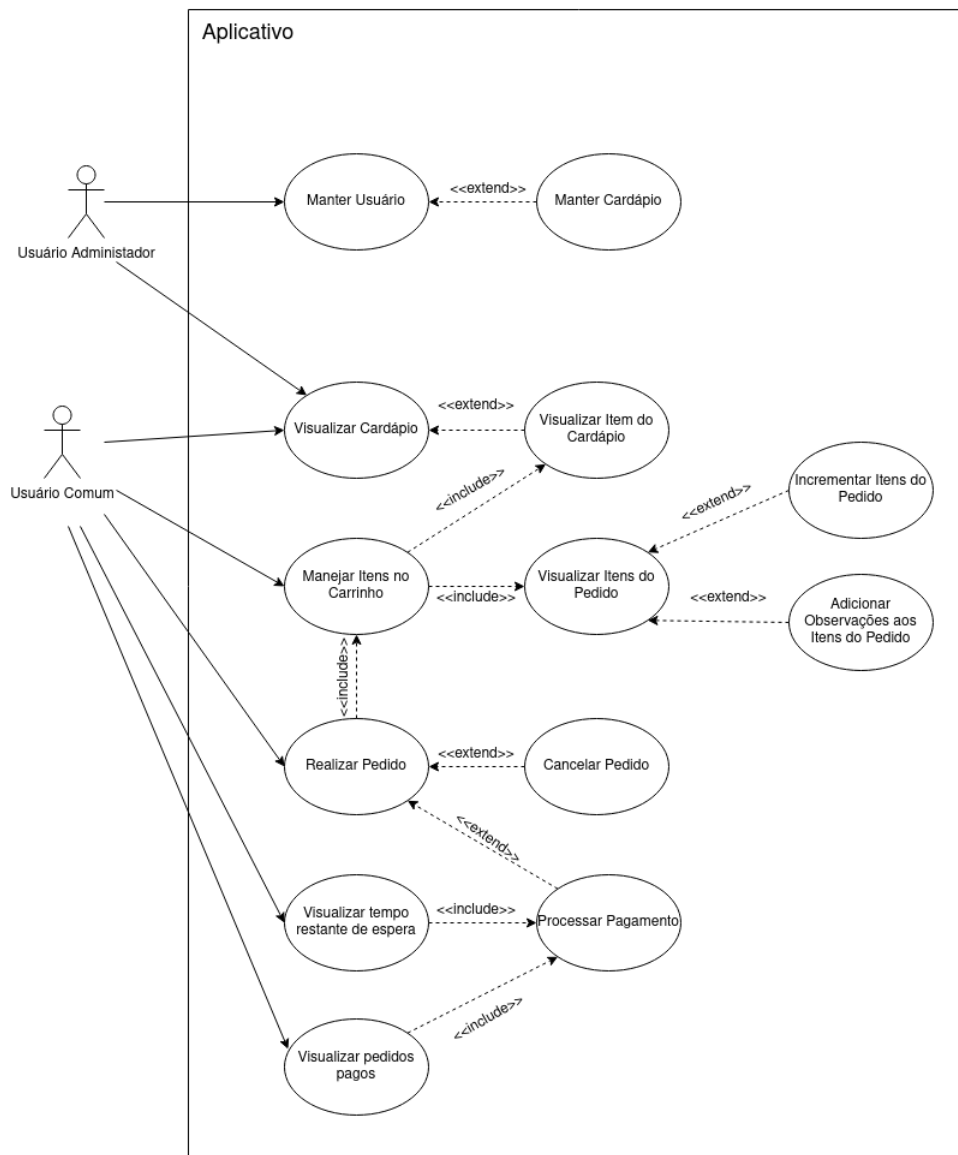 Aplicativo
Manter Usuário
<<extend>>
Manter Cardápio
Usuário Administador
Visualizar Cardápio
<<extend>>
Visualizar Item do
Cardápio
Usuário Comum
<<include>>
Incrementar Itens do
Pedido
<<extend>>
Manejar Itens no
Carrinho
<<include>>
Visualizar Itens do
Pedido
<<extend>>
Adicionar
Observações aos
Itens do Pedido
<<include>>
Realizar Pedido
<<extend>>
Cancelar Pedido
<<extend>>
Visualizar tempo
restante de espera
<<include>>
Processar Pagamento
<<include>>
Visualizar pedidos
pagos